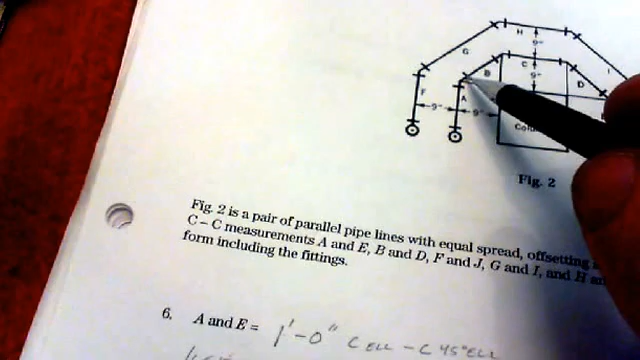 H
9"
G
C
9"
B
D
I
F
A
9"
9"
Fig. 2
Fig. 2 is a pair of parallel pipe lines with equal spread, offsetting
C – C measurements A and E, B and D, F and J, G and I, and H
form including the fittings.
6. A and E = 1'-0" C ELL - C 45° ELL